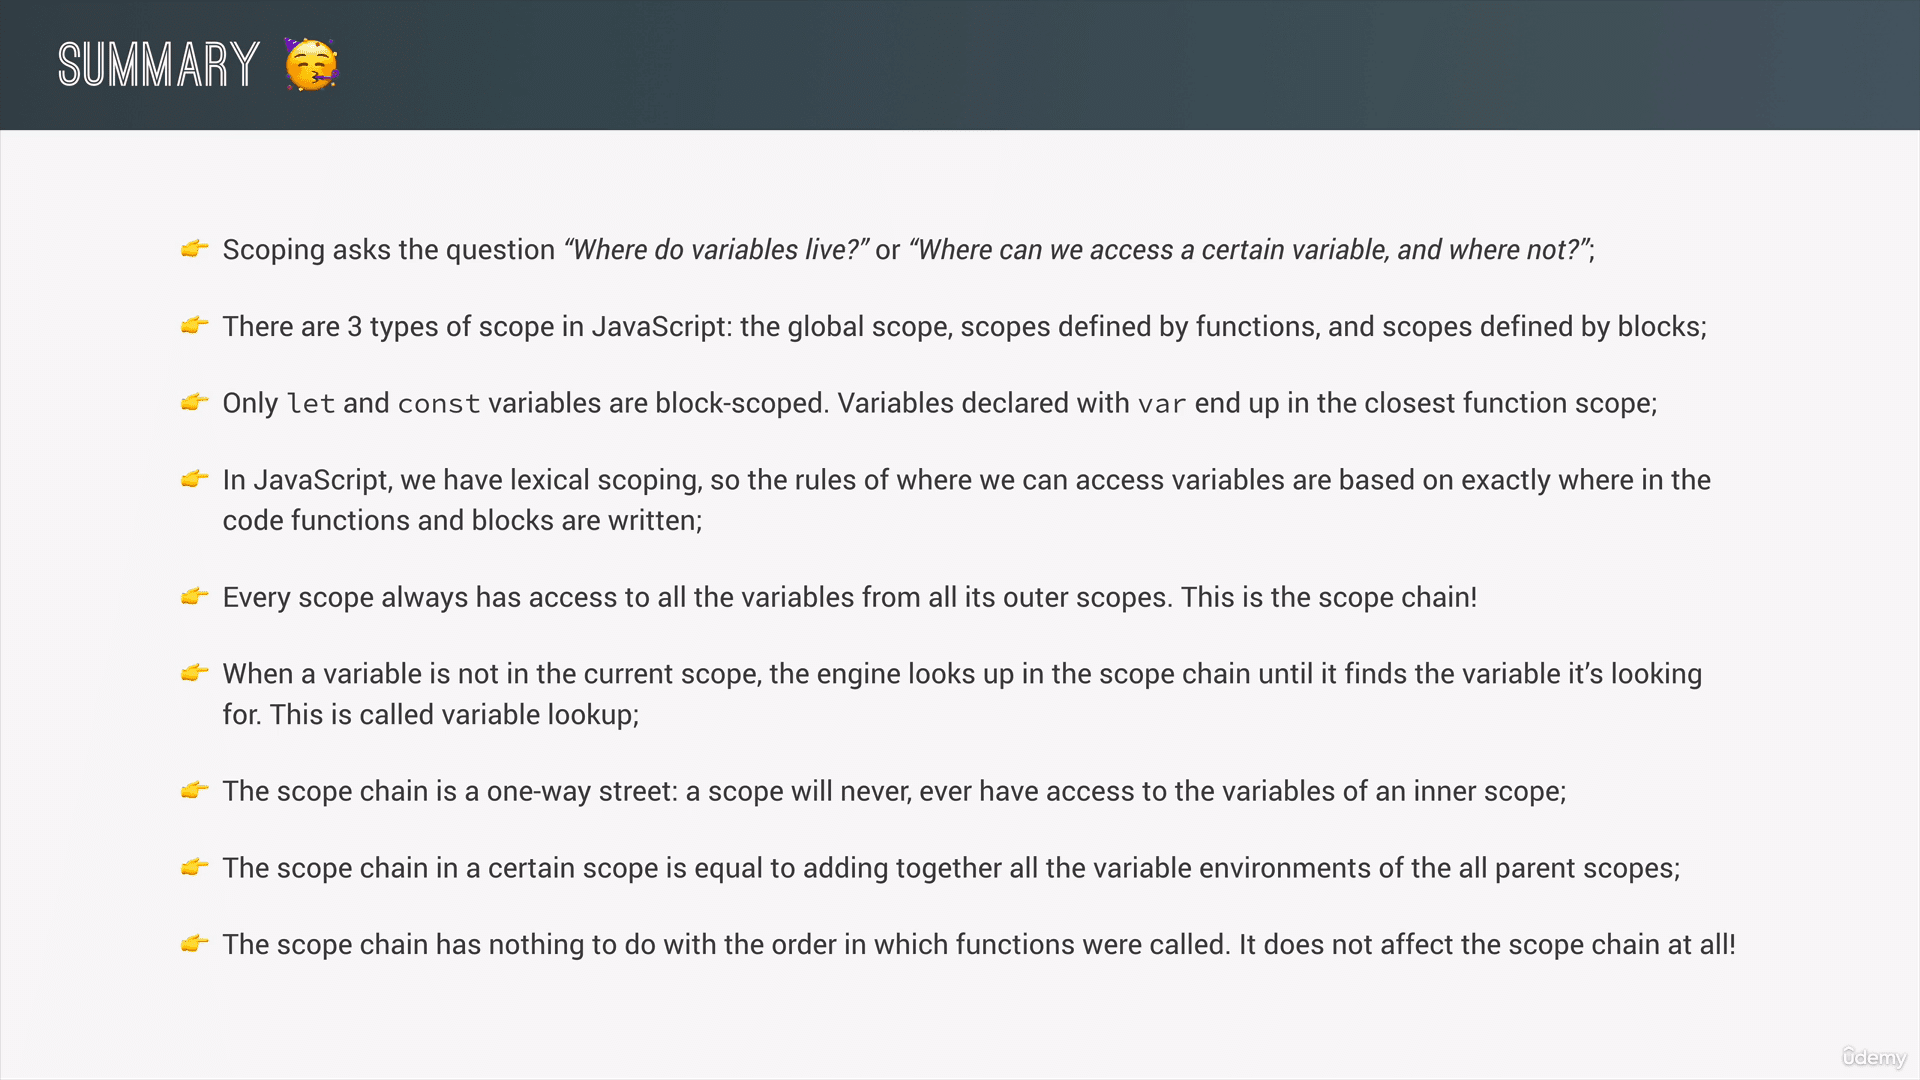 SUMMARY 🥳
👉 Scoping asks the question “Where do variables live?” or “Where can we access a certain variable, and where not?”;
👉 There are 3 types of scope in JavaScript: the global scope, scopes defined by functions, and scopes defined by blocks;
👉 Only let and const variables are block-scoped. Variables declared with var end up in the closest function scope;
👉 In JavaScript, we have lexical scoping, so the rules of where we can access variables are based on exactly where in the
code functions and blocks are written;
👉 Every scope always has access to all the variables from all its outer scopes. This is the scope chain!
👉 When a variable is not in the current scope, the engine looks up in the scope chain until it finds the variable it’s looking
for. This is called variable lookup;
👉 The scope chain is a one-way street: a scope will never, ever have access to the variables of an inner scope;
👉 The scope chain in a certain scope is equal to adding together all the variable environments of the all parent scopes;
👉 The scope chain has nothing to do with the order in which functions were called. It does not affect the scope chain at all!
ûdemy